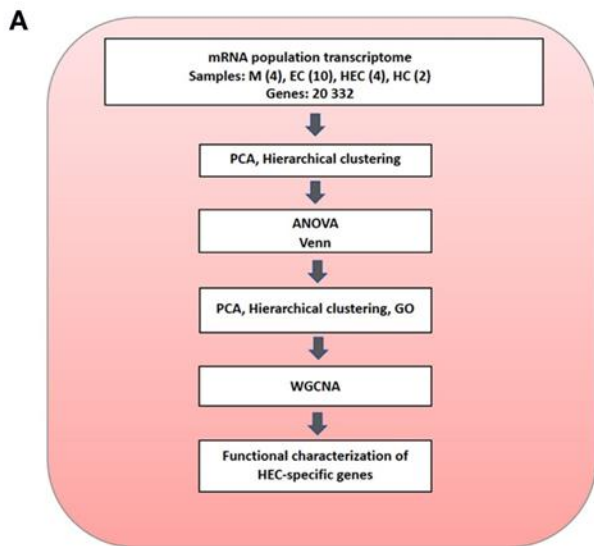 A
mRNA population transcriptome
Samples: M (4), EC (10), HEC (4), HC (2)
Genes: 20 332
PCA, Hierarchical clustering
ANOVA
Venn
PCA, Hierarchical clustering, GO
WGCNA
Functional characterization of
HEC-specific genes